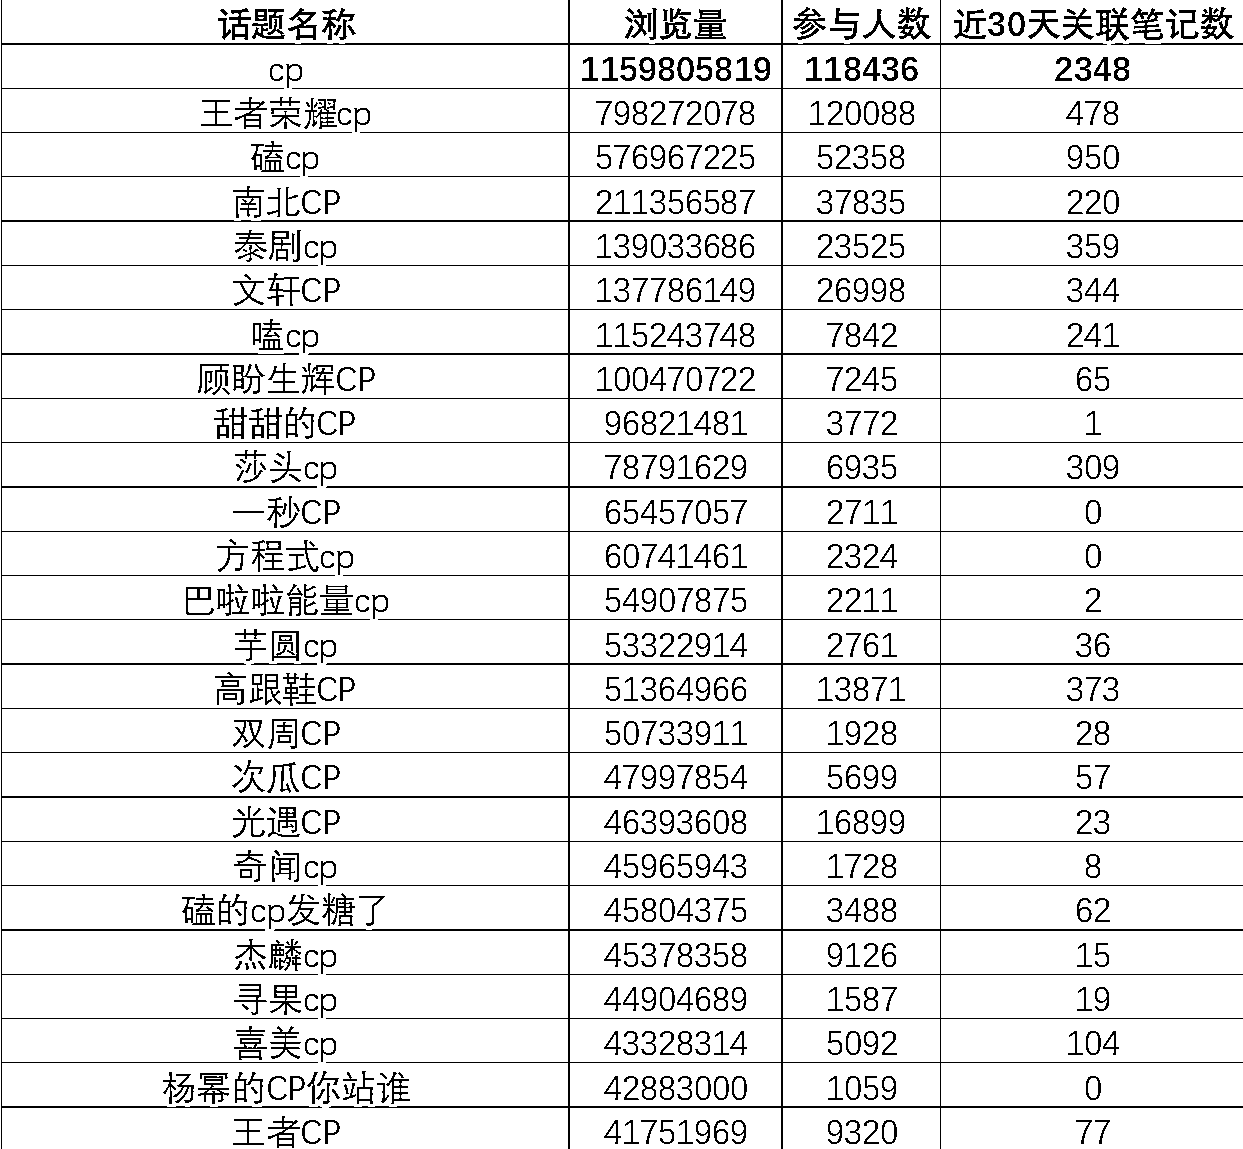 话题名称 浏览量 参与人数 近30天关联笔记数
cp 1159805819 118436 2348
王者荣耀cp 798272078 120088 478
磕cp 576967225 52358 950
南北CP 211356587 37835 220
泰剧cp 139033686 23525 359
文轩CP 137786149 26998 344
嗑cp 115243748 7842 241
顾盼生辉CP 100470722 7245 65
甜甜的CP 96821481 3772 1
莎头cp 78791629 6935 309
一秒CP 65457057 2711 0
方程式cp 60741461 2324 0
巴啦啦能量cp 54907875 2211 2
芋圆cp 53322914 2761 36
高跟鞋CP 51364966 13871 373
双周CP 50733911 1928 28
次瓜CP 47997854 5699 57
光遇CP 46393608 16899 23
奇闻cp 45965943 1728 8
磕的cp发糖了 45804375 3488 62
杰麟cp 45378358 9126 15
寻果cp 44904689 1587 19
喜美cp 43328314 5092 104
杨幂的CP你站谁 42883000 1059 0
王者CP 41751969 9320 77